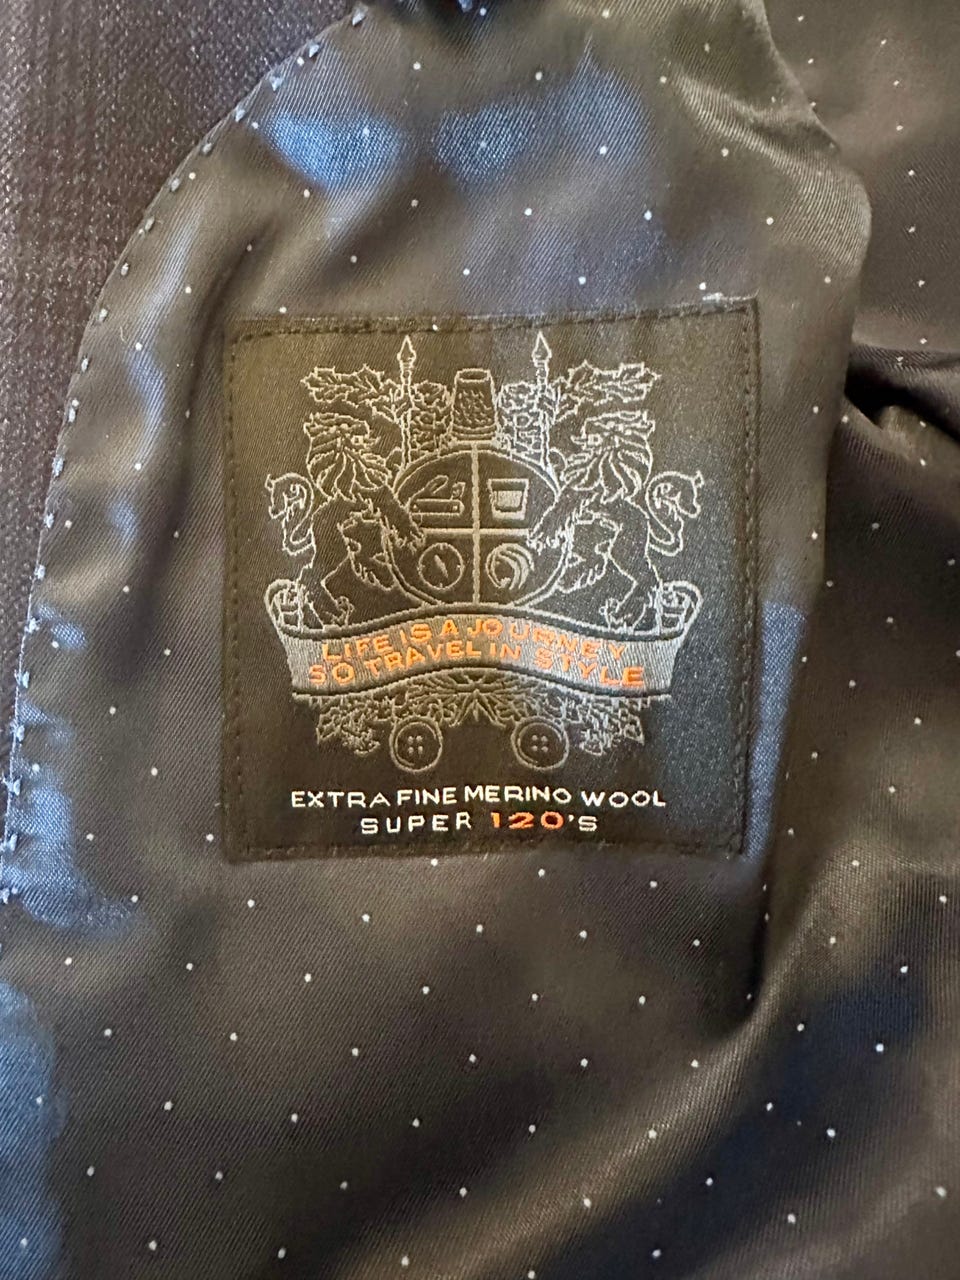 LIFE IS A JOURNEY
SO TRAVEL IN STYLE
EXTRA FINE MERINO WOOL
SUPER 120'S